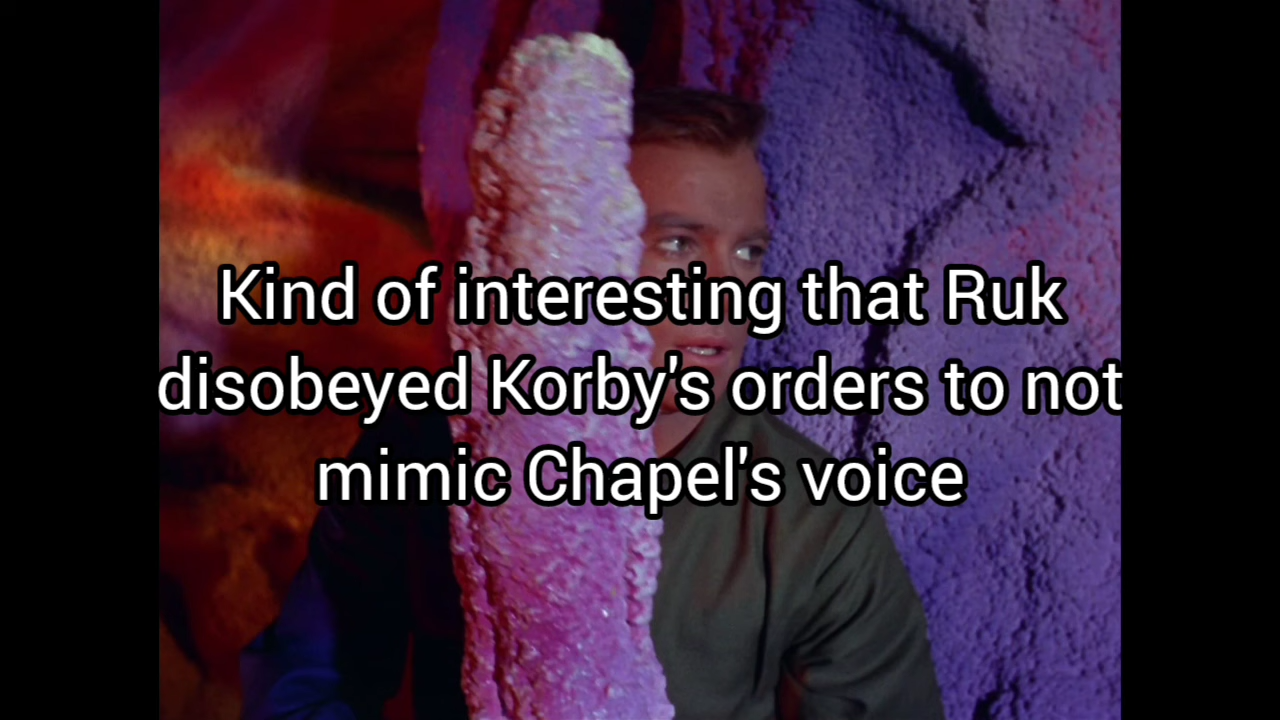 Kind of interesting that Ruk
disobeyed Korby's orders to not
mimic Chapel's voice